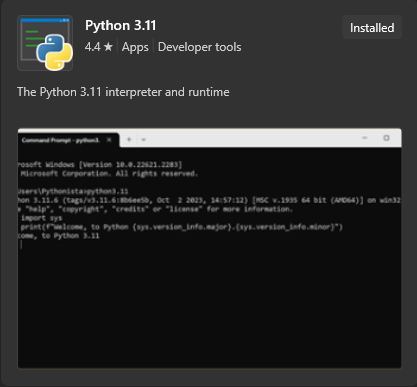 Python 3.11
Installed
4.4 ★ Apps Developer tools
The Python 3.11 interpreter and runtime
Command Prompt - python3.
rosoft Windows [Version 10.0.22621.2283]
Microsoft Corporation. All rights reserved.
Users\Pythonista>python3.11
hon 3.11.6 (tags/v3.11.6:8b6ee5b, Oct 2 2023, 14:57:12) [MSC v.1935 64 bit (AMD64)] on win32
e "help", "copyright", "credits" or "license" for more information.
import sys
print(f"Welcome, to Python {sys.version_info.major}.{sys.version_info.minor}")
ome, to Python 3.11